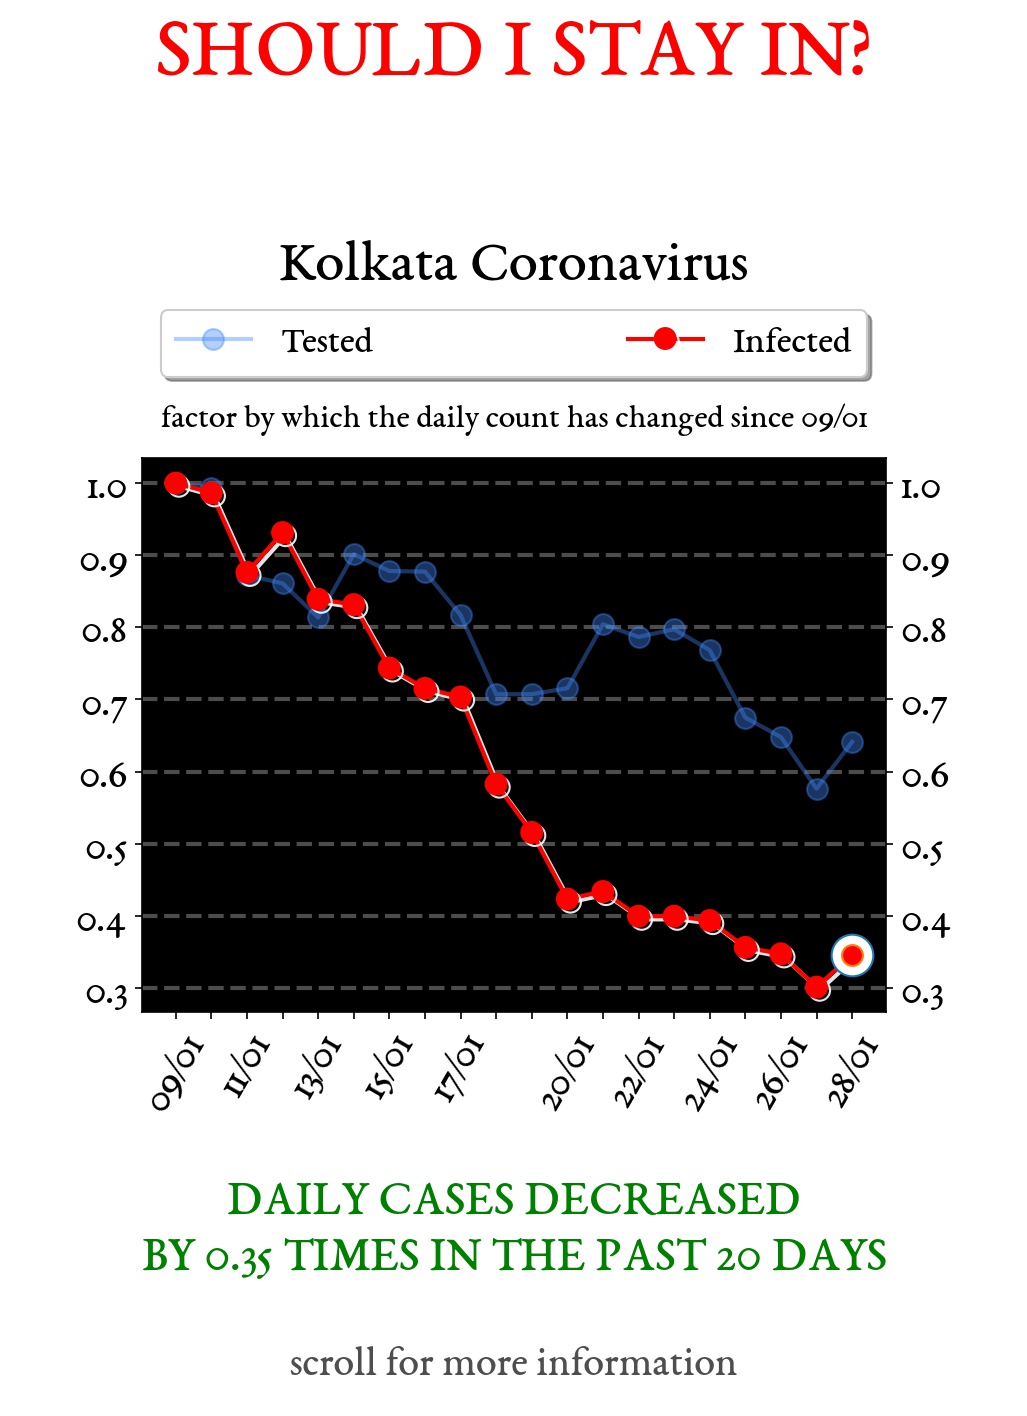 SHOULD I STAY IN?
Kolkata Coronavirus
Tested Infected
factor by which the daily count has changed since 09/01
1.0 1.0
0.9 0.9
0.8 0.8
0.7 0.7
0.6 0.6
0.5 0.5
0.4 0.4
0.3 0.3
09/01 11/01 13/01 15/01 17/01 20/01 22/01 24/01 26/01 28/01
DAILY CASES DECREASED
BY 0.35 TIMES IN THE PAST 20 DAYS
scroll for more information